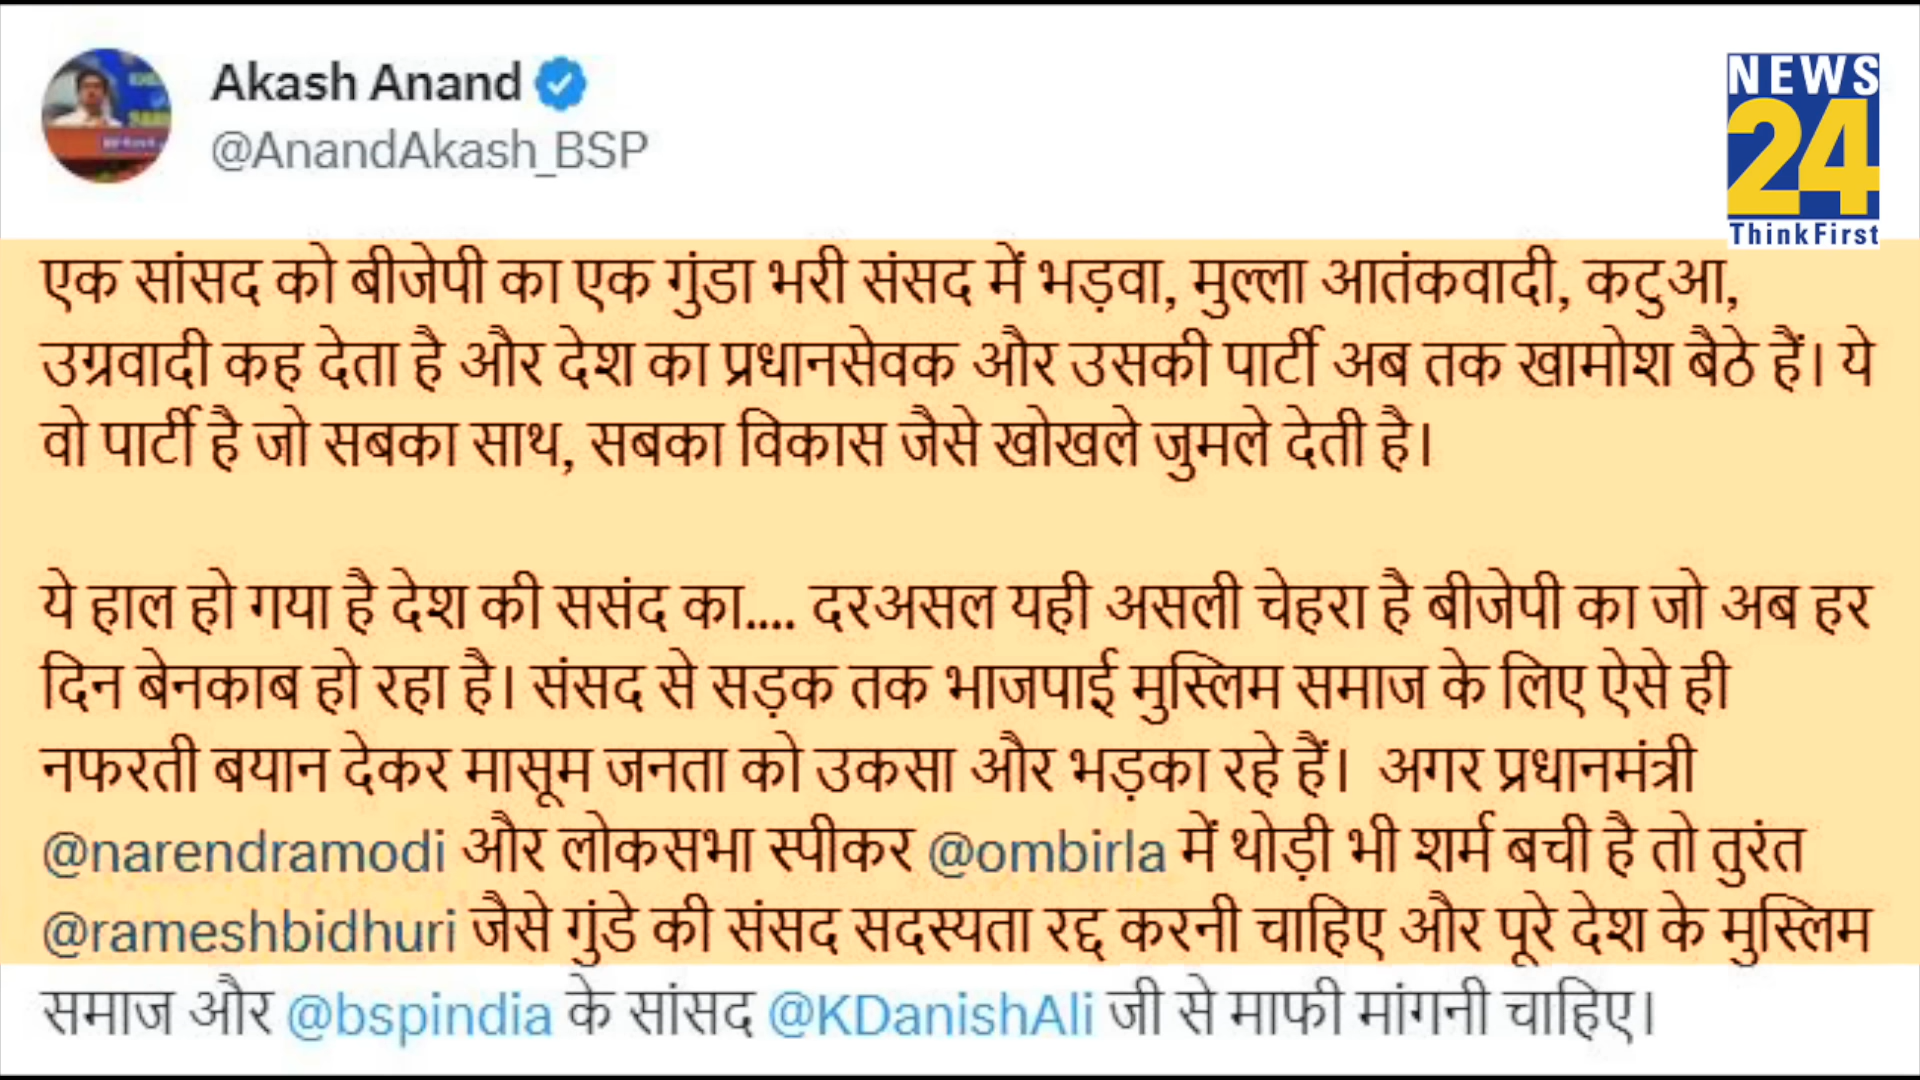 Akash Anand
@AnandAkash_BSP
NEWS
24
ThinkFirst
एक सांसद को बीजेपी का एक गुंडा भरी संसद में भड़वा, मुल्ला आतंकवादी, कटुआ,
उग्रवादी कह देता है और देश का प्रधानसेवक और उसकी पार्टी अब तक खामोश बैठे हैं। ये
वो पार्टी है जो सबका साथ, सबका विकास जैसे खोखले जुमले देती है।
ये हाल हो गया है देश की ससंद का.... दरअसल यही असली चेहरा है बीजेपी का जो अब हर
दिन बेनकाब हो रहा है। संसद से सड़क तक भाजपाई मुस्लिम समाज के लिए ऐसे ही
नफरती बयान देकर मासूम जनता को उकसा और भड़का रहे हैं। अगर प्रधानमंत्री
@narendramodi और लोकसभा स्पीकर @ombirla में थोड़ी भी शर्म बची है तो तुरंत
@rameshbidhuri जैसे गुंडे की संसद सदस्यता रद्द करनी चाहिए और पूरे देश के मुस्लिम
समाज और @bspindia के सांसद @KDanishAli जी से माफी मांगनी चाहिए।